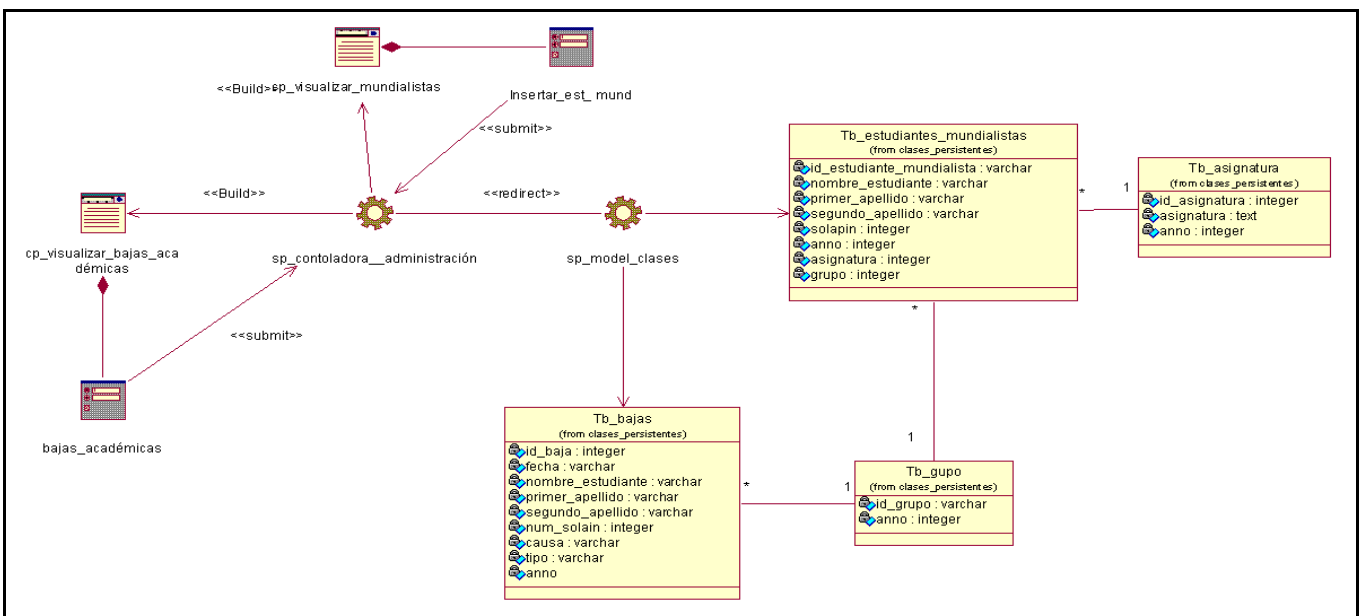 <<Build>>
sp_visualizar_mundialistas
Insertar_est_ mund
<<submit>>
<<Build>>
<<redirect>>
cp_visualizar_bajas_aca
démicas
sp_contoladora__administración
sp_model_clases
<<submit>>
bajas_académicas
Tb_estudiantes_mundialistas
(from clases_persistentes)
id_estudiante_mundialista : varchar
nombre_estudiante : varchar
primer_apellido : varchar
segundo_apellido : varchar
solapin : integer
anno : integer
asignatura : integer
grupo : integer
*
1
Tb_asignatura
(from clases_persistentes)
id_asignatura : integer
asignatura : text
anno : integer
*
1
Tb_bajas
(from clases_persistentes)
id_baja : integer
fecha : varchar
nombre_estudiante : varchar
primer_apellido : varchar
segundo_apellido : varchar
num_solain : integer
causa : varchar
tipo : varchar
anno
*
1
Tb_gupo
(from clases_persistentes)
id_grupo : varchar
anno : integer